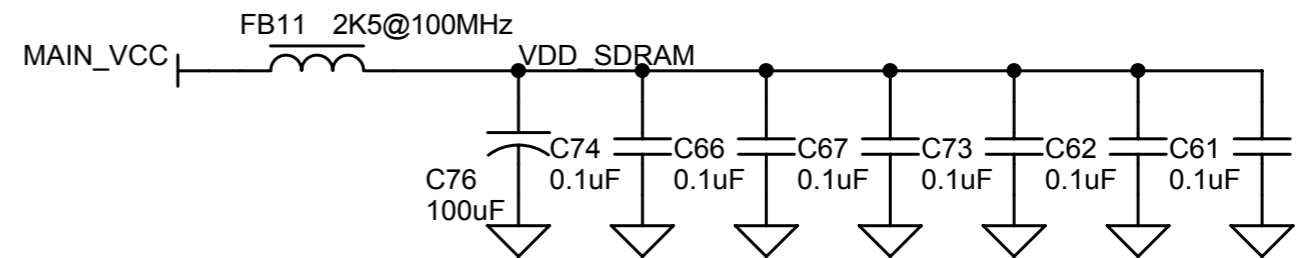 FB11 2K5@100MHz
MAIN_VCC VDD_SDRAM
C74 C66 C67 C73 C62 C61
0.1uF 0.1uF 0.1uF 0.1uF 0.1uF 0.1uF
C76
100uF